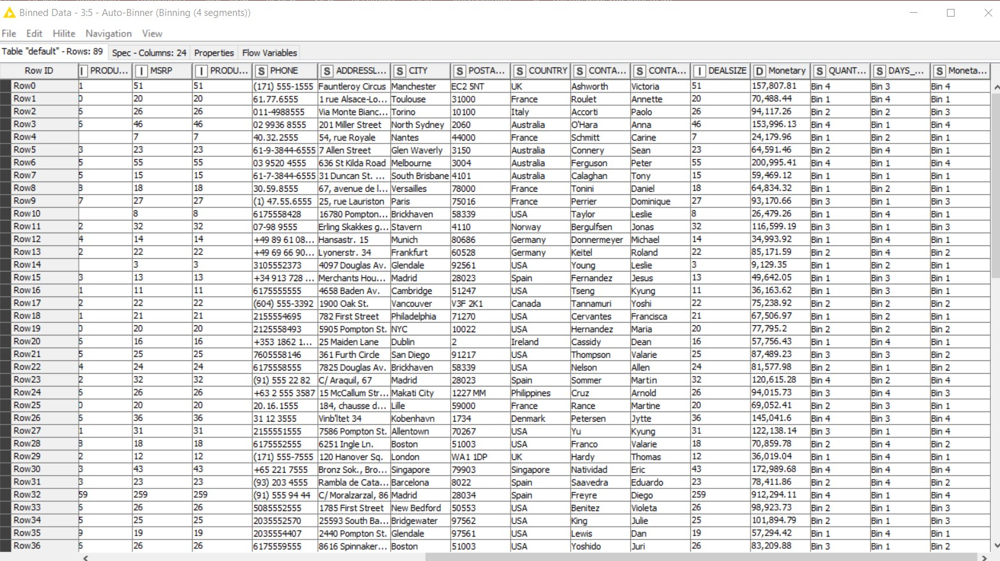 Binned Data - 3:5 - Auto-Binner (Binning (4 segments))
File Edit Hilite Navigation View
Table "default" - Rows: 89 Spec - Columns: 24 Properties Flow Variables
Row ID I PRODU... I MSRP I PRODU... S PHONE S ADDRESSL... S CITY S POSTA... S COUNTRY S CONTA... S CONTA... I DEALSIZE D Monetary S QUANT... S DAYS_... S Moneta...
Row0 1 51 51 (171) 555-1555 Fauntleroy Circus Manchester EC2 5NT UK Ashworth Victoria 51 157,807.81 Bin 4 Bin 3 Bin 4
Row1 0 20 20 61.77.6555 1 rue Alsace-Lo... Toulouse 31000 France Roulet Annette 20 70,488.44 Bin 1 Bin 4 Bin 1
Row2 6 26 26 011-4988555 Via Monte Bianc... Torino 10100 Italy Accorti Paolo 26 94,117.26 Bin 2 Bin 2 Bin 3
Row3 6 46 46 02 9936 8555 201 Miller Street North Sydney 2060 Australia O'Hara Anna 46 153,996.13 Bin 4 Bin 1 Bin 4
Row4 7 7 40.32.2555 54, rue Royale Nantes 44000 France Schmitt Carine 7 24,179.96 Bin 1 Bin 2 Bin 1
Row5 3 23 23 61-9-3844-6555 7 Allen Street Glen Waverly 3150 Australia Connery Sean 23 64,591.46 Bin 2 Bin 4 Bin 1
Row6 5 55 55 03 9520 4555 636 St Kilda Road Melbourne 3004 Australia Ferguson Peter 55 200,995.41 Bin 4 Bin 1 Bin 4
Row7 5 15 15 61-7-3844-6555 31 Duncan St. ... South Brisbane 4101 Australia Calaghan Tony 15 59,469.12 Bin 1 Bin 1 Bin 1
Row8 8 18 18 30.59.8555 67, avenue de l... Versailles 78000 France Tonini Daniel 18 64,834.32 Bin 1 Bin 2 Bin 1
Row9 7 27 27 (1) 47.55.6555 25, rue Lauriston Paris 75016 France Perrier Dominique 27 93,170.66 Bin 3 Bin 1 Bin 3
Row10 8 8 6175558428 16780 Pompton... Brickhaven 58339 USA Taylor Leslie 8 26,479.26 Bin 1 Bin 4 Bin 1
Row11 2 32 32 07-98 9555 Erling Skakkes g... Stavern 4110 Norway Bergulfsen Jonas 32 116,599.19 Bin 3 Bin 1 Bin 3
Row12 4 14 14 +49 89 61 08... Hansastr. 15 Munich 80686 Germany Donnermeyer Michael 14 34,993.92 Bin 1 Bin 4 Bin 1
Row13 2 22 22 +49 69 66 90... Lyonerstr. 34 Frankfurt 60528 Germany Keitel Roland 22 85,171.59 Bin 2 Bin 4 Bin 2
Row14 3 3 3105552373 4097 Douglas Av. Glendale 92561 USA Young Leslie 3 9,129.35 Bin 1 Bin 2 Bin 1
Row15 3 13 13 +34 913 728 ... Merchants Hou... Madrid 28023 Spain Fernandez Jesus 13 49,642.05 Bin 1 Bin 3 Bin 1
Row16 1 11 11 6175555555 4658 Baden Av. Cambridge 51247 USA Tseng Kyung 11 36,163.62 Bin 1 Bin 3 Bin 1
Row17 2 22 22 (604) 555-3392 1900 Oak St. Vancouver V3F 2K1 Canada Tannamuri Yoshi 22 75,238.92 Bin 2 Bin 2 Bin 2
Row18 1 21 21 2155554695 782 First Street Philadelphia 71270 USA Cervantes Francisca 21 67,506.97 Bin 1 Bin 2 Bin 1
Row19 0 20 20 2125558493 5905 Pompton St. NYC 10022 USA Hernandez Maria 20 77,795.2 Bin 2 Bin 2 Bin 2
Row20 6 16 16 +353 1862 1... 25 Maiden Lane Dublin 2 Ireland Cassidy Dean 16 57,756.43 Bin 1 Bin 4 Bin 1
Row21 5 25 25 7605558146 361 Furth Circle San Diego 91217 USA Thompson Valarie 25 87,489.23 Bin 3 Bin 3 Bin 2
Row22 4 24 24 6175558555 7825 Douglas Av. Brickhaven 58339 USA Nelson Allen 24 81,577.98 Bin 2 Bin 1 Bin 2
Row23 2 32 32 (91) 555 22 82 C/ Araquil, 67 Madrid 28023 Spain Sommer Martin 32 120,615.28 Bin 4 Bin 2 Bin 4
Row24 6 26 26 +63 2 555 3587 15 McCallum Str... Makati City 1227 MM Philippines Cruz Arnold 26 94,015.73 Bin 3 Bin 4 Bin 3
Row25 0 20 20 20.16.1555 184, chausse d... Lille 59000 France Rance Martine 20 69,052.41 Bin 2 Bin 3 Bin 1
Row26 6 36 36 31 12 3555 Vinb'ltet 34 Kobenhavn 1734 Denmark Petersen Jytte 36 145,041.6 Bin 4 Bin 3 Bin 4
Row27 1 31 31 2155551555 7586 Pompton St. Allentown 70267 USA Yu Kyung 31 122,138.14 Bin 3 Bin 1 Bin 4
Row28 8 18 18 6175552555 6251 Ingle Ln. Boston 51003 USA Franco Valarie 18 70,859.78 Bin 2 Bin 4 Bin 2
Row29 2 12 12 (171) 555-7555 120 Hanover Sq. London WA1 1DP UK Hardy Thomas 12 36,019.04 Bin 1 Bin 4 Bin 1
Row30 3 43 43 +65 221 7555 Bronz Sok., Bro... Singapore 79903 Singapore Natividad Eric 43 172,989.68 Bin 4 Bin 4 Bin 4
Row31 3 23 23 (93) 203 4555 Rambla de Cata... Barcelona 8022 Spain Saavedra Eduardo 23 78,411.86 Bin 2 Bin 4 Bin 2
Row32 59 259 259 (91) 555 94 44 C/ Moralzarzal, 86 Madrid 28034 Spain Freyre Diego 259 912,294.11 Bin 4 Bin 1 Bin 4
Row33 6 26 26 5085552555 1785 First Street New Bedford 50553 USA Benitez Violeta 26 98,923.73 Bin 2 Bin 1 Bin 3
Row34 5 25 25 2035552570 25593 South Ba... Bridgewater 97562 USA King Julie 25 101,894.79 Bin 2 Bin 1 Bin 3
Row35 9 19 19 2035554407 2440 Pompton St. Glendale 97561 USA Lewis Dan 19 57,294.42 Bin 1 Bin 4 Bin 1
Row36 6 26 26 6175559555 8616 Spinnaker... Boston 51003 USA Yoshido Juri 26 83,209.88 Bin 3 Bin 1 Bin 2